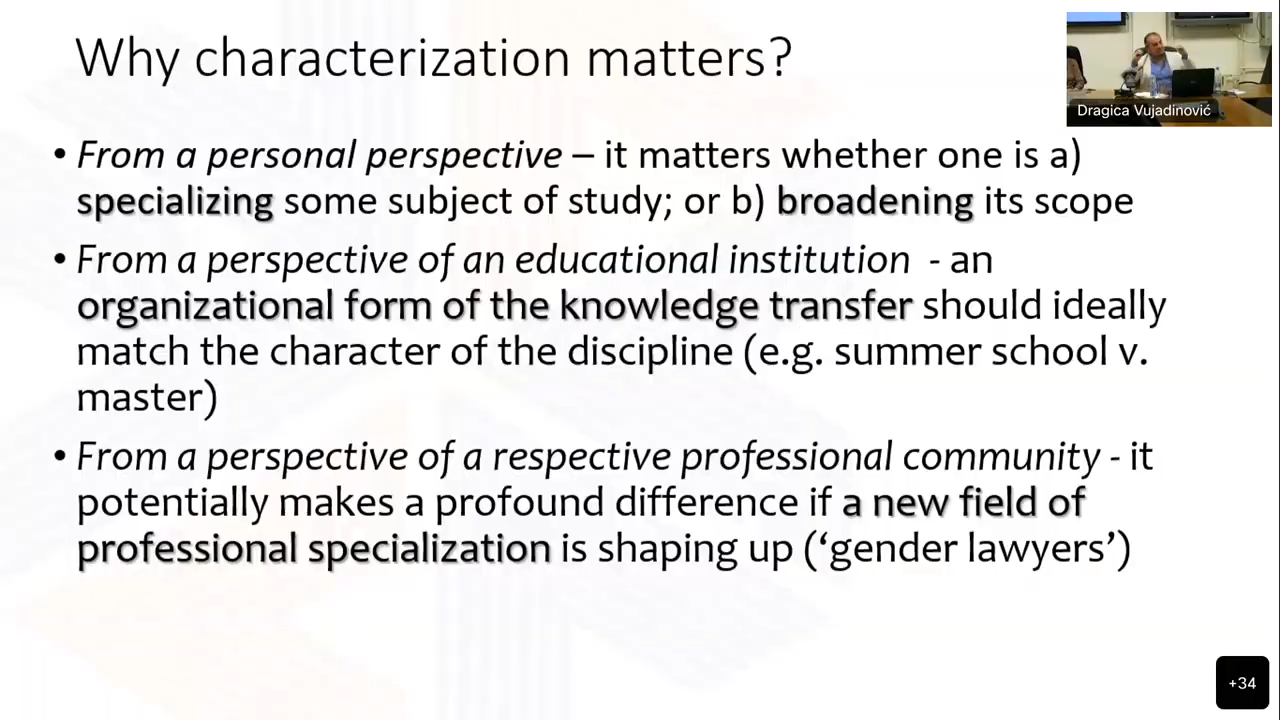 Why characterization matters?
Dragica Vujadinović
• From a personal perspective – it matters whether one is a)
specializing some subject of study; or b) broadening its scope
• From a perspective of an educational institution - an
organizational form of the knowledge transfer should ideally
match the character of the discipline (e.g. summer school v.
master)
• From a perspective of a respective professional community - it
potentially makes a profound difference if a new field of
professional specialization is shaping up (‘gender lawyers’)
+34